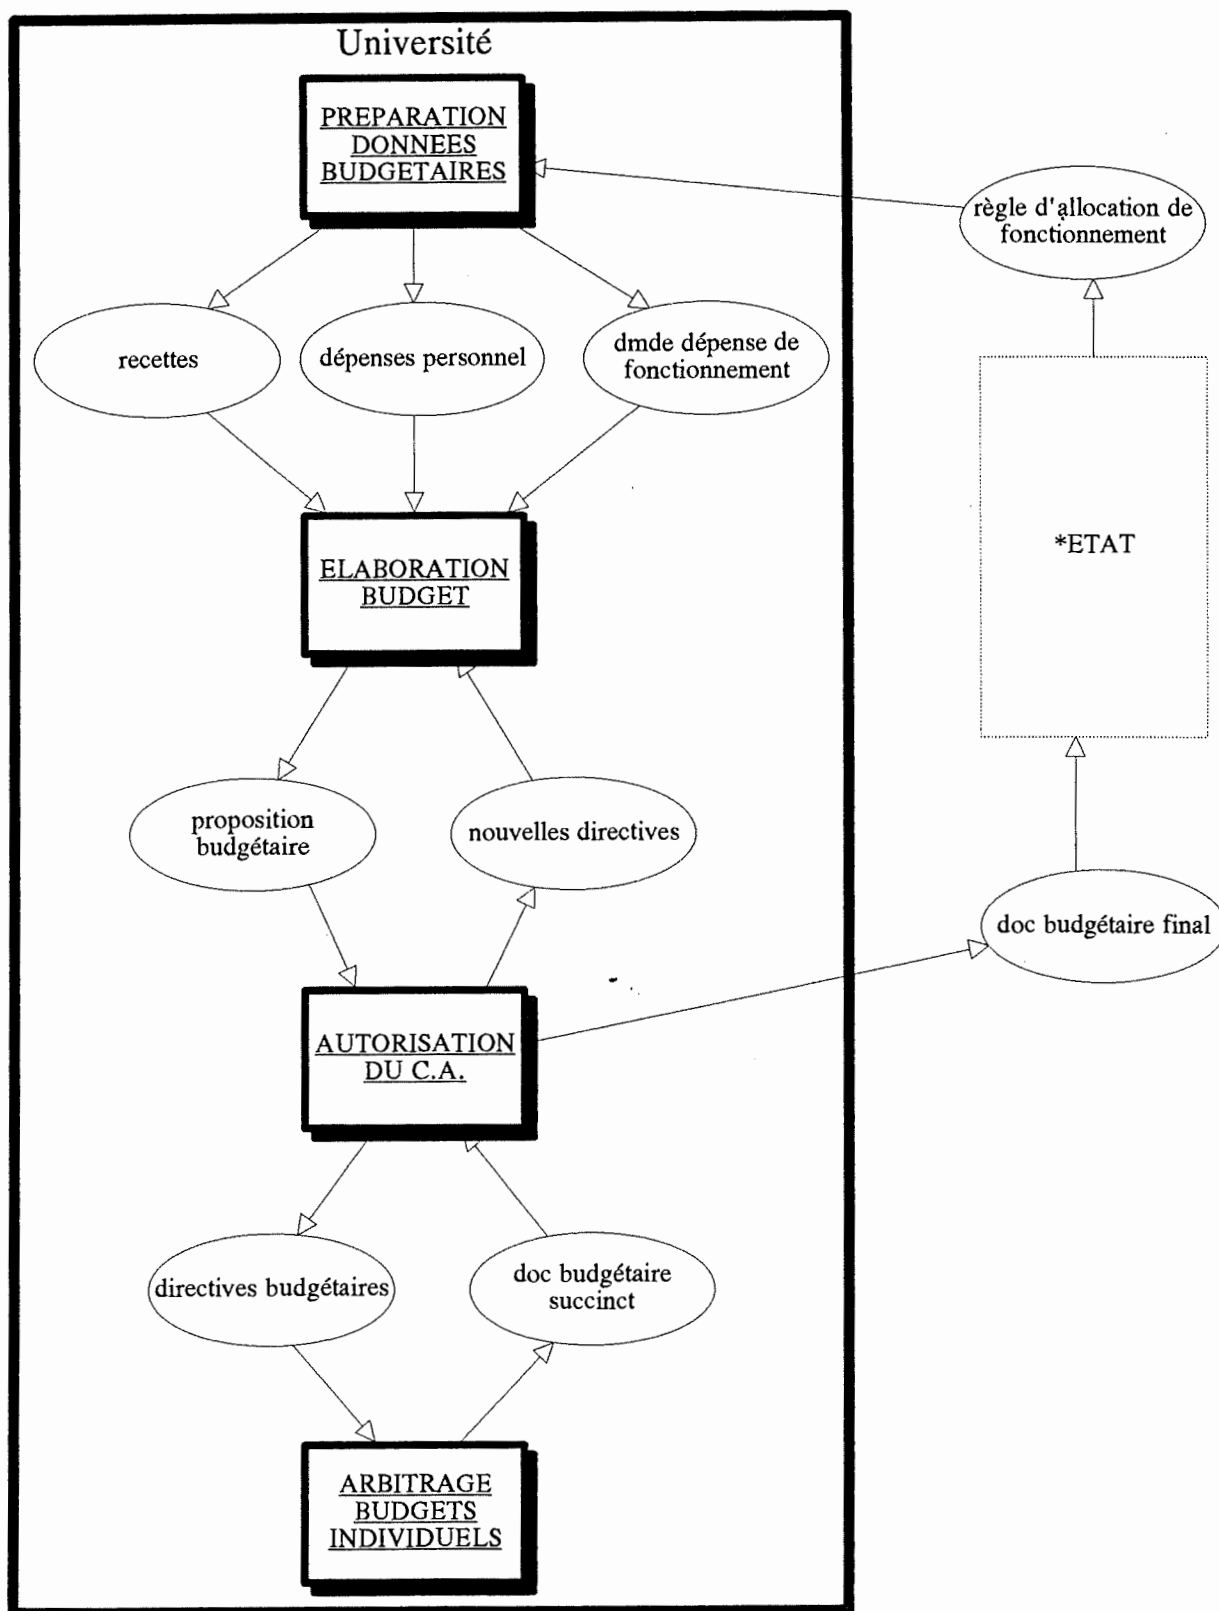 Université
PREPARATION
DONNEES
BUDGETAIRES
règle d'allocation de
fonctionnement
recettes
dépenses personnel
dmde dépense de
fonctionnement
*ETAT
ELABORATION
BUDGET
proposition
budgétaire
nouvelles directives
doc budgétaire final
AUTORISATION
DU C.A.
directives budgétaires
doc budgétaire
succinct
ARBITRAGE
BUDGETS
INDIVIDUELS